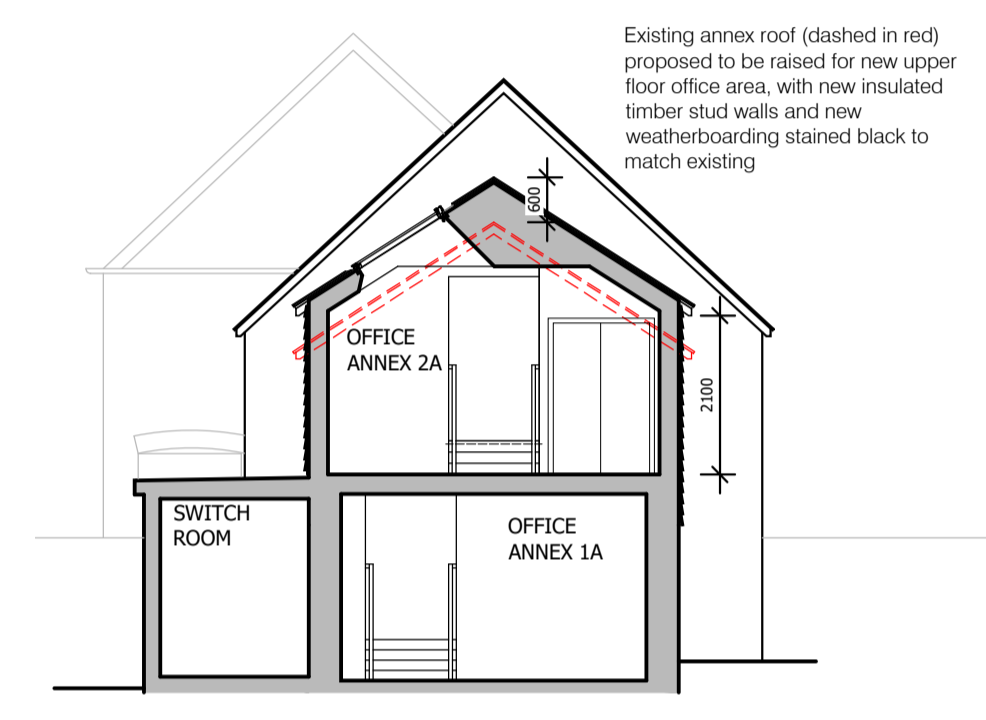 Existing annex roof (dashed in red)
proposed to be raised for new upper
floor office area, with new insulated
timber stud walls and new
weatherboarding stained black to
match existing
600
OFFICE
ANNEX 2A
2100
SWITCH
ROOM
OFFICE
ANNEX 1A